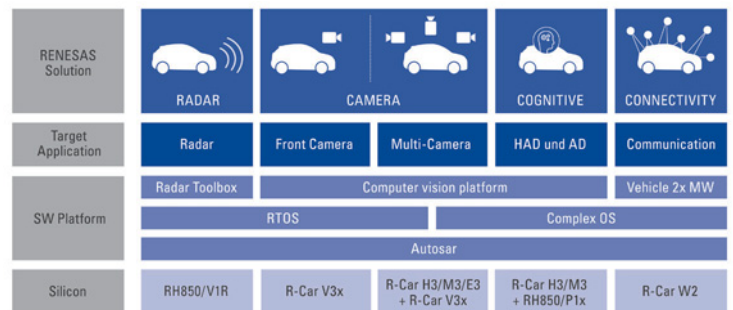 RENESAS
Solution
RADAR
CAMERA
COGNITIVE
CONNECTIVITY
Target
Application
Radar
Front Camera
Multi-Camera
HAD und AD
Communication
SW Platform
Radar Toolbox
Computer vision platform
Vehicle 2x MW
RTOS
Complex OS
Autosar
Silicon
RH850/V1R
R-Car V3x
R-Car H3/M3/E3
+ R-Car V3x
R-Car H3/M3
+ RH850/P1x
R-Car W2